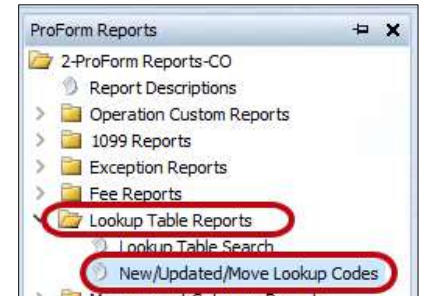 ProForm Reports
2-ProForm Reports-CO
Report Descriptions
Operation Custom Reports
1099 Reports
Exception Reports
Fee Reports
Lookup Table Reports
Lookup Table Search
New/Updated/Move Lookup Codes